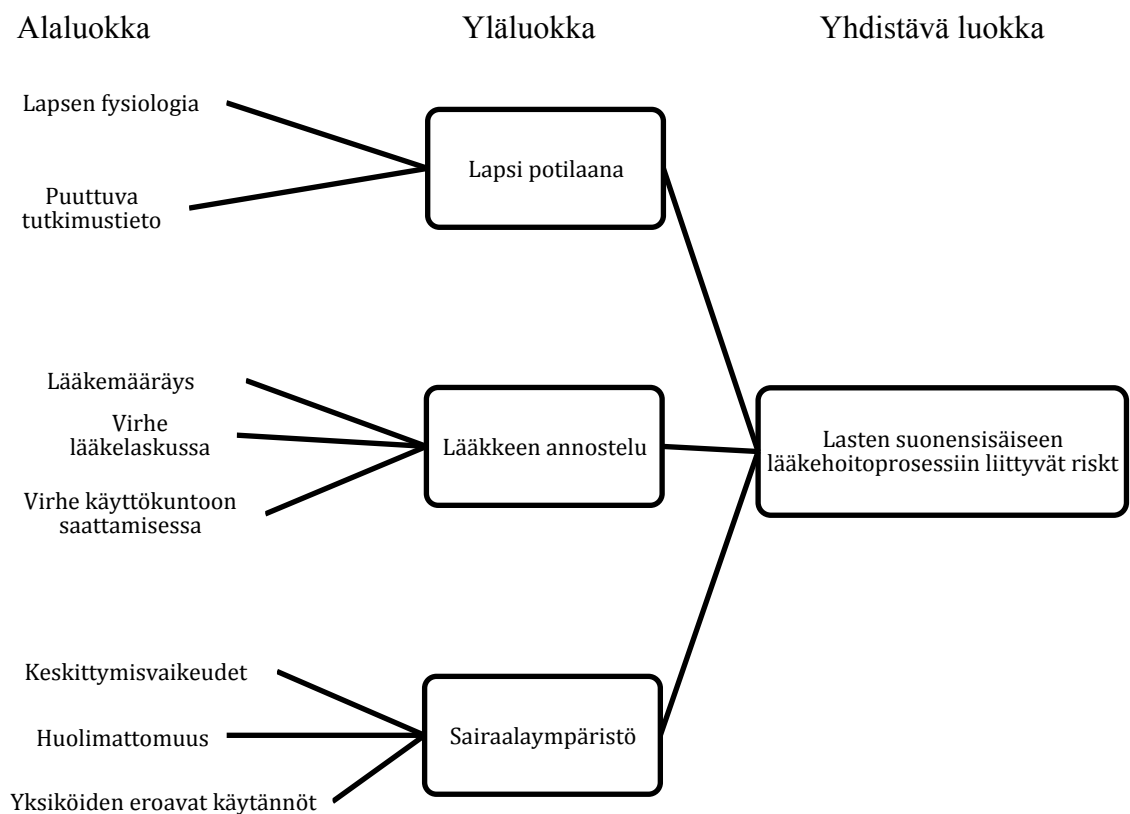 Alaluokka
Yläluokka
Yhdistävä luokka
Lapsen fysiologia
Puuttuva
tutkimustieto
Lapsi potilaana
Lääkemääräys
Virhe
lääkelaskussa
Virhe käyttökuntoon
saattamisessa
Lääkkeen annostelu
Lasten suonensisäiseen
lääkehoitoprosessiin liittyvät riskt
Keskittymisvaikeudet
Huolimattomuus
Yksiköiden eroavat käytännöt
Sairaalaympäristö